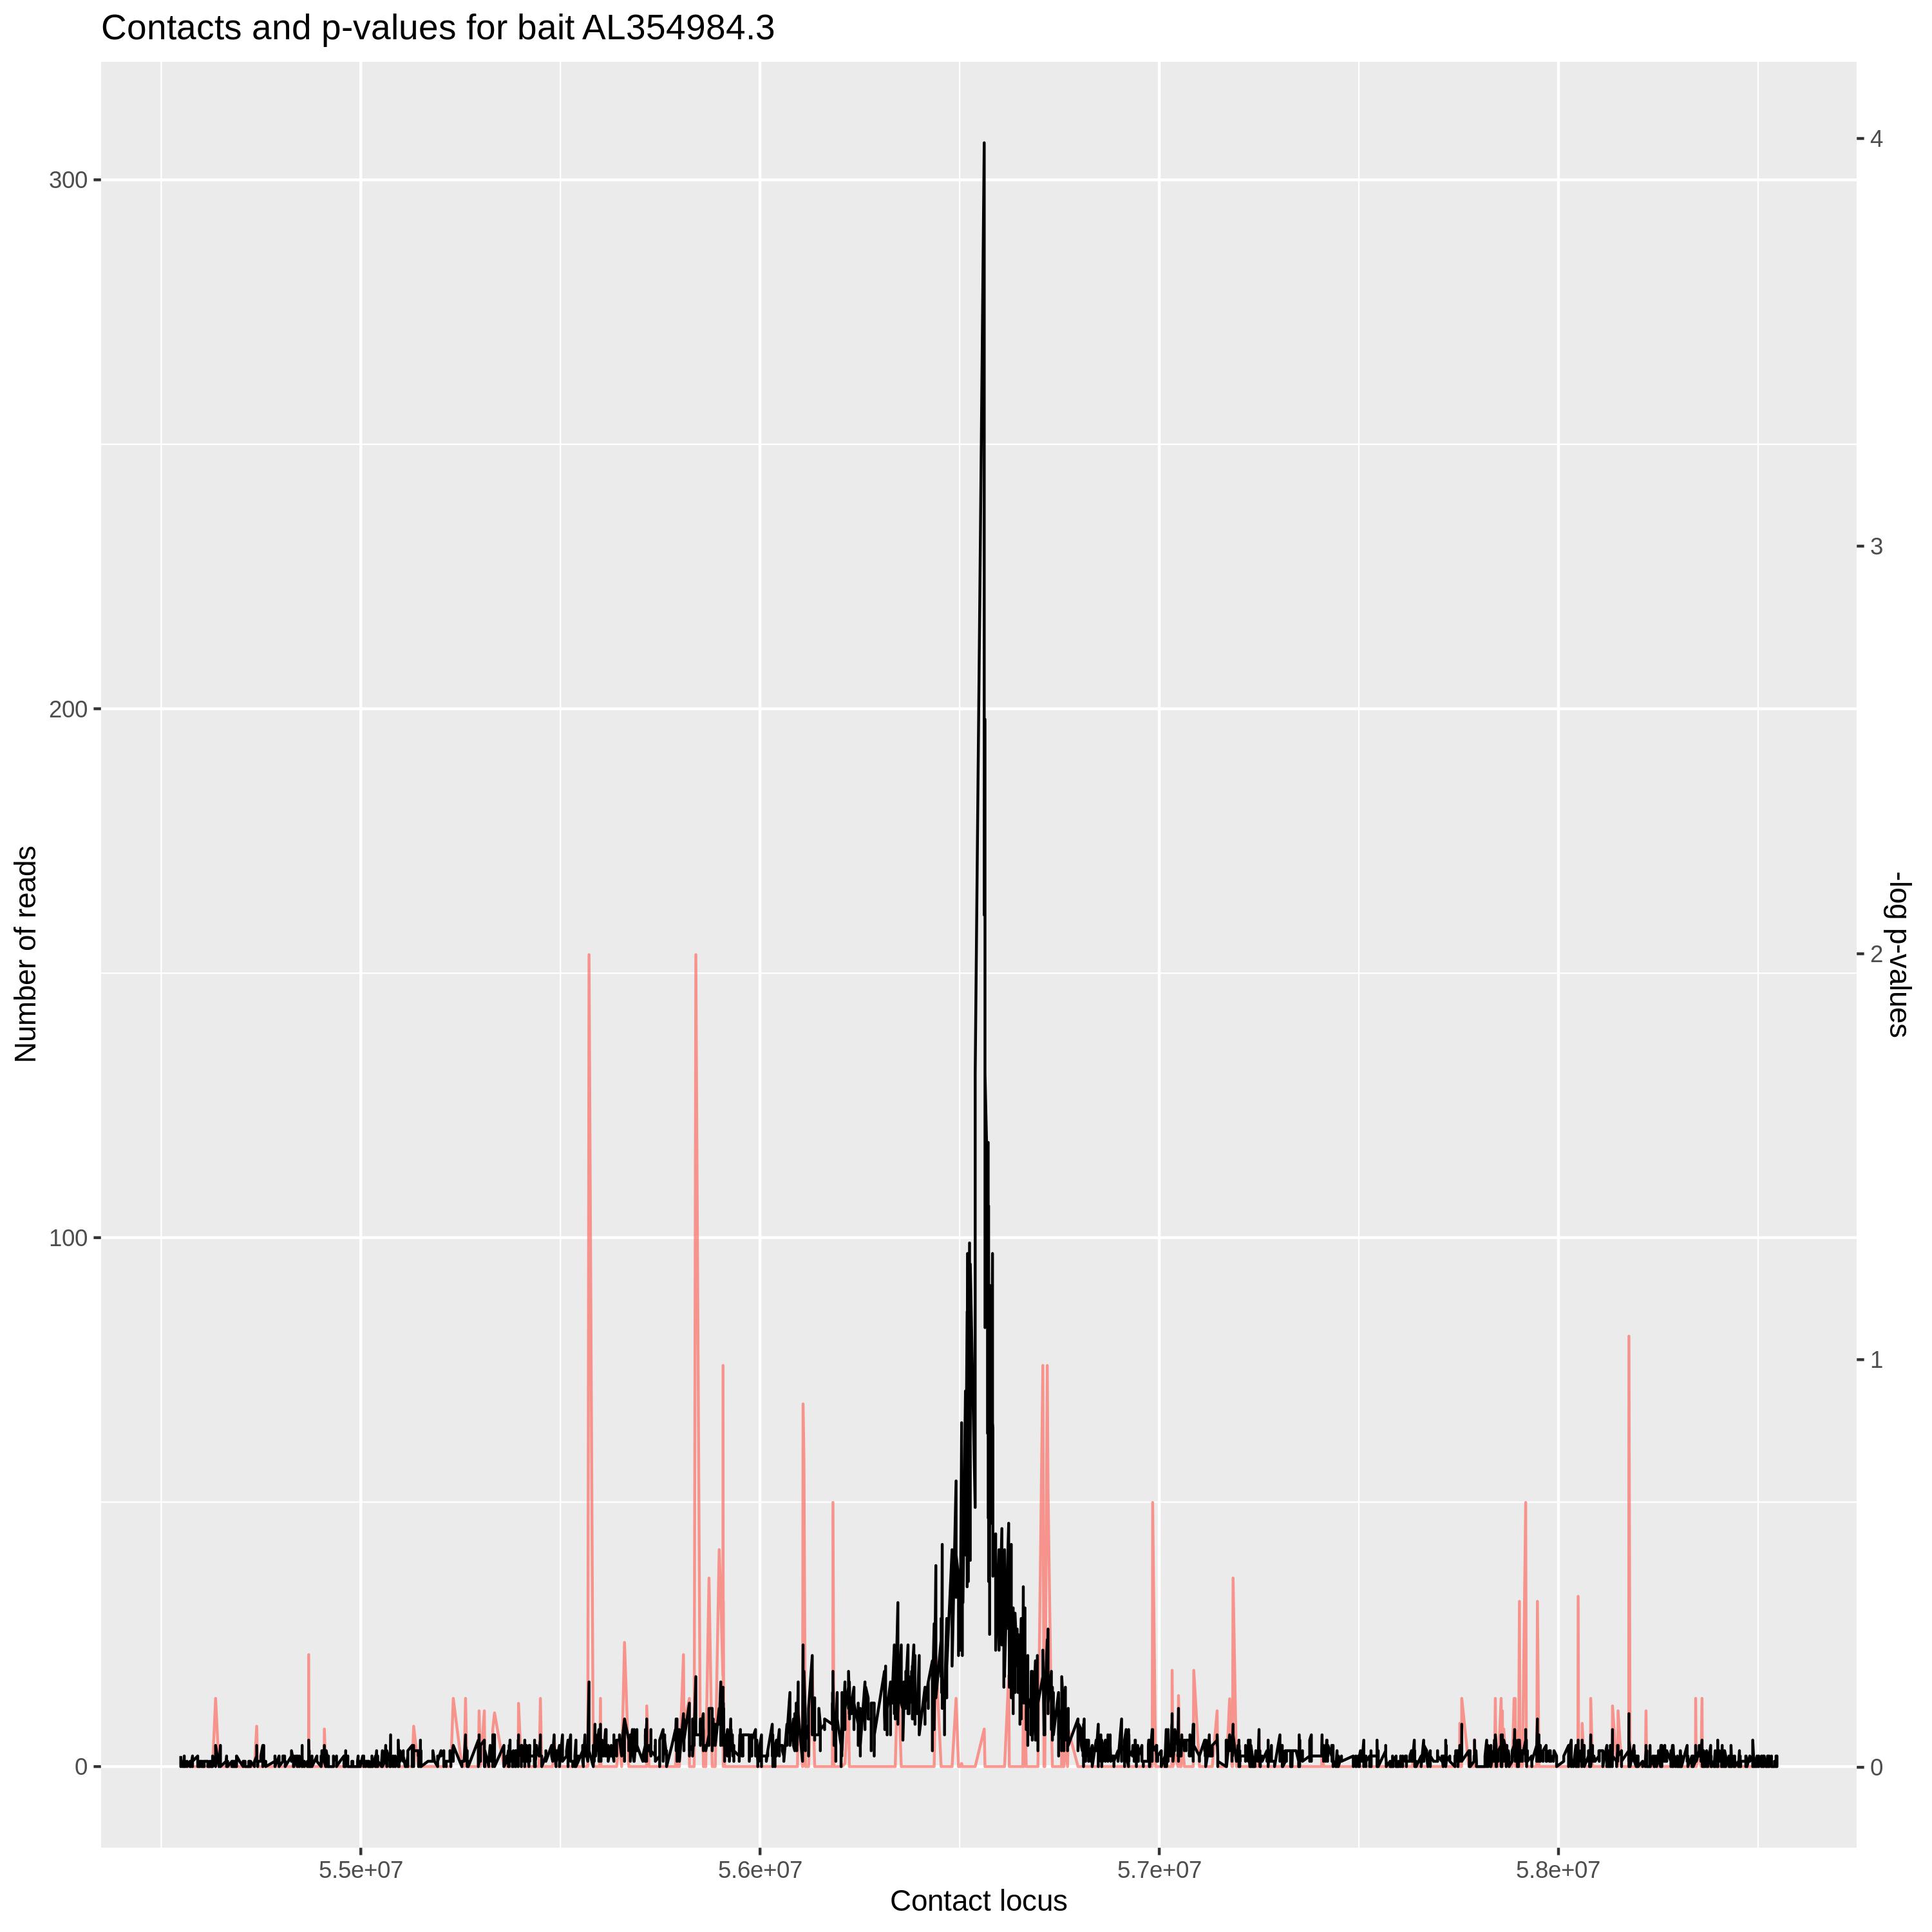 Contacts and p-values for bait AL354984.3
300
200
100
0
Number of reads
4
3
2
1
0
-log p-values
5.5e+07 5.6e+07 5.7e+07 5.8e+07
Contact locus